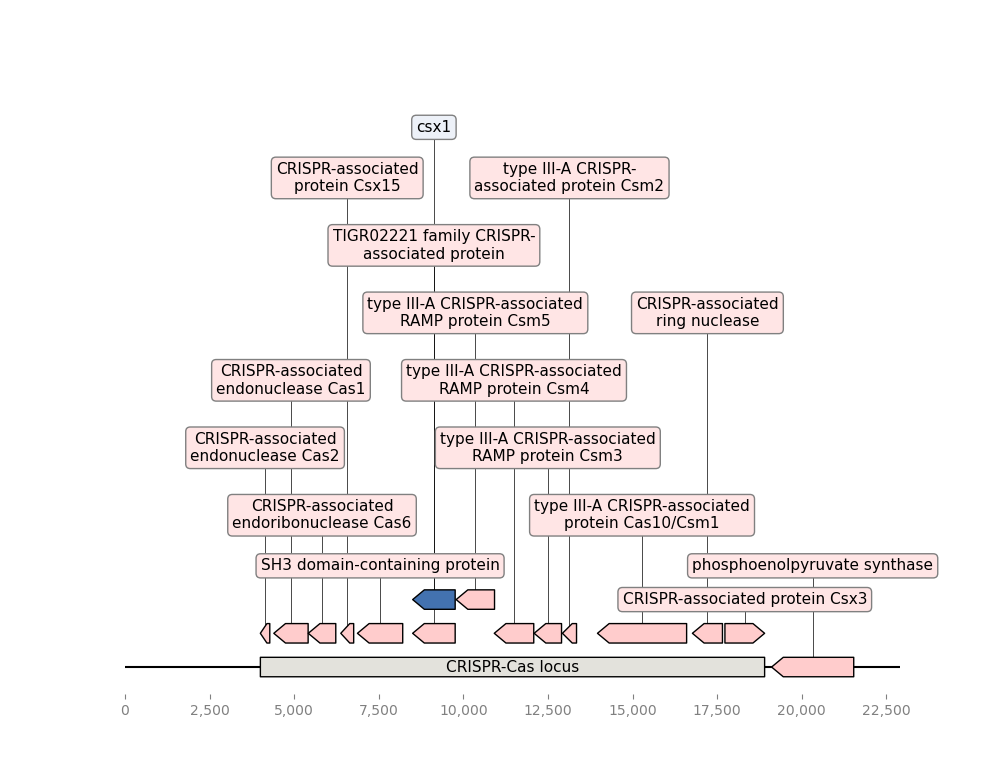 csx1
CRISPR-associated
protein Csx15
type III-A CRISPR-
associated protein Csm2
TIGR02221 family CRISPR-
associated protein
type III-A CRISPR-associated
RAMP protein Csm5
CRISPR-associated
ring nuclease
CRISPR-associated
endonuclease Cas1
type III-A CRISPR-associated
RAMP protein Csm4
CRISPR-associated
endonuclease Cas2
type III-A CRISPR-associated
RAMP protein Csm3
CRISPR-associated
endoribonuclease Cas6
type III-A CRISPR-associated
protein Cas10/Csm1
SH3 domain-containing protein
phosphoenolpyruvate synthase
CRISPR-associated protein Csx3
CRISPR-Cas locus
0
2,500
5,000
7,500
10,000
12,500
15,000
17,500
20,000
22,500